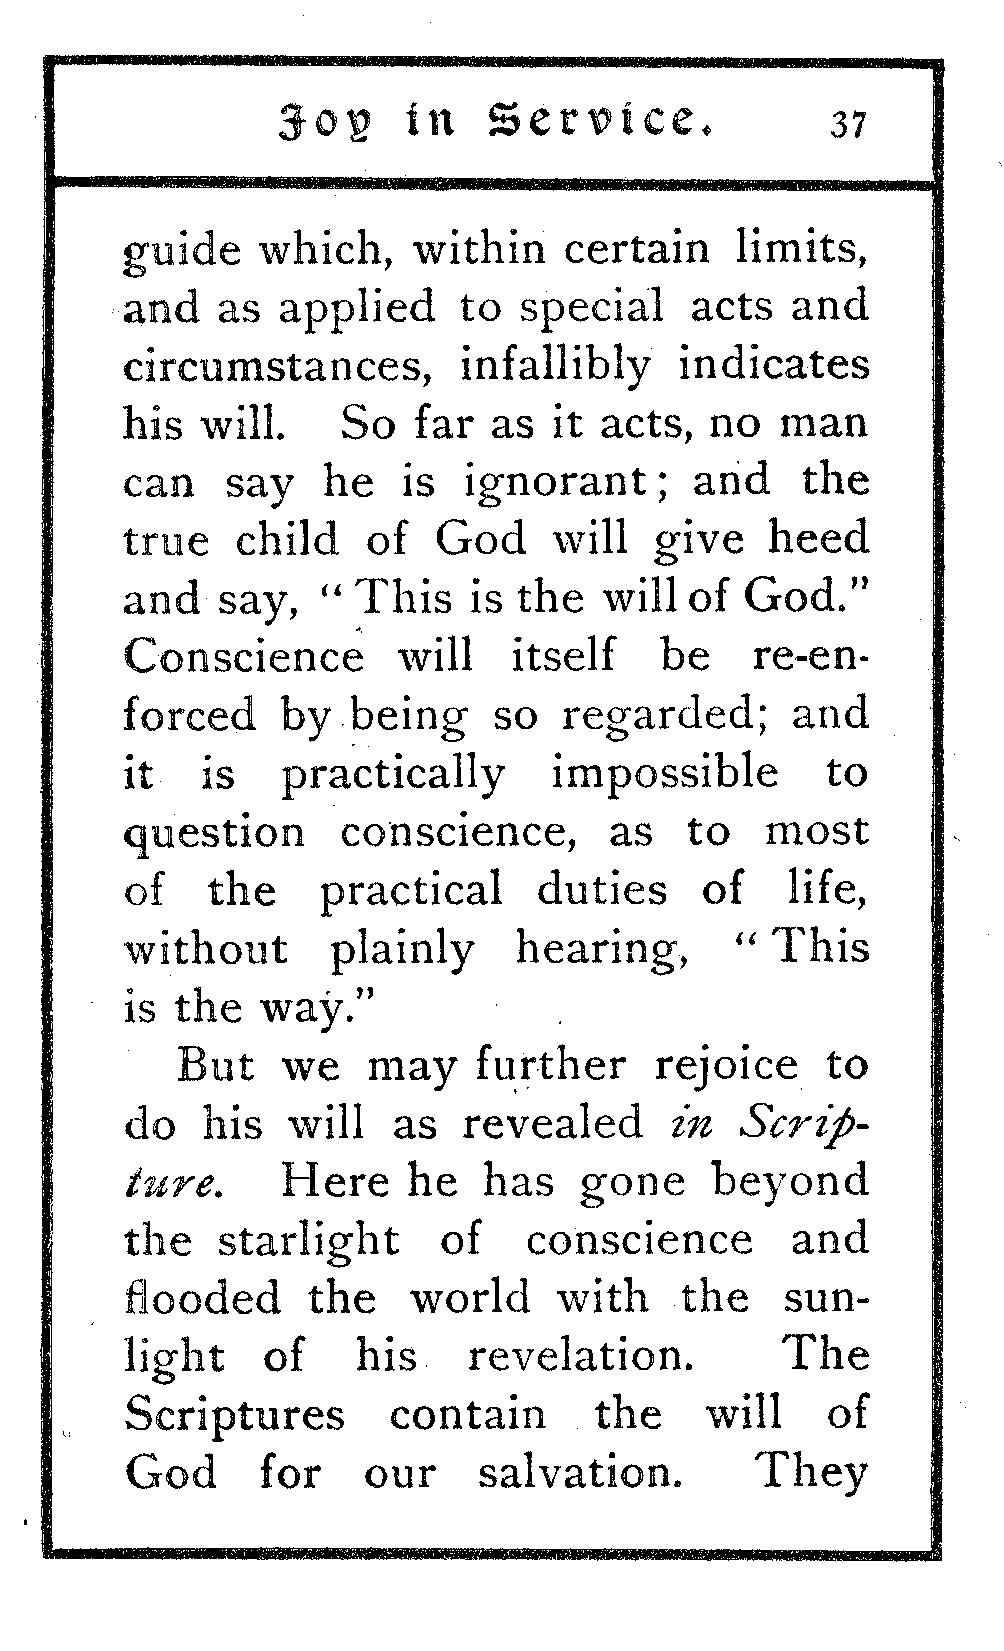 Joy in Service. 37
guide which, within certain limits,
and as applied to special acts and
circumstances, infallibly indicates
his will. So far as it acts, no man
can say he is ignorant; and the
true child of God will give heed
and say, "This is the will of God."
Conscience will itself be re-en-
forced by being so regarded; and
it is practically impossible to
question conscience, as to most
of the practical duties of life,
without plainly hearing, "This
is the way."
But we may further rejoice to
do his will as revealed in Scrip-
ture. Here he has gone beyond
the starlight of conscience and
flooded the world with the sun-
light of his revelation. The
Scriptures contain the will of
God for our salvation. They